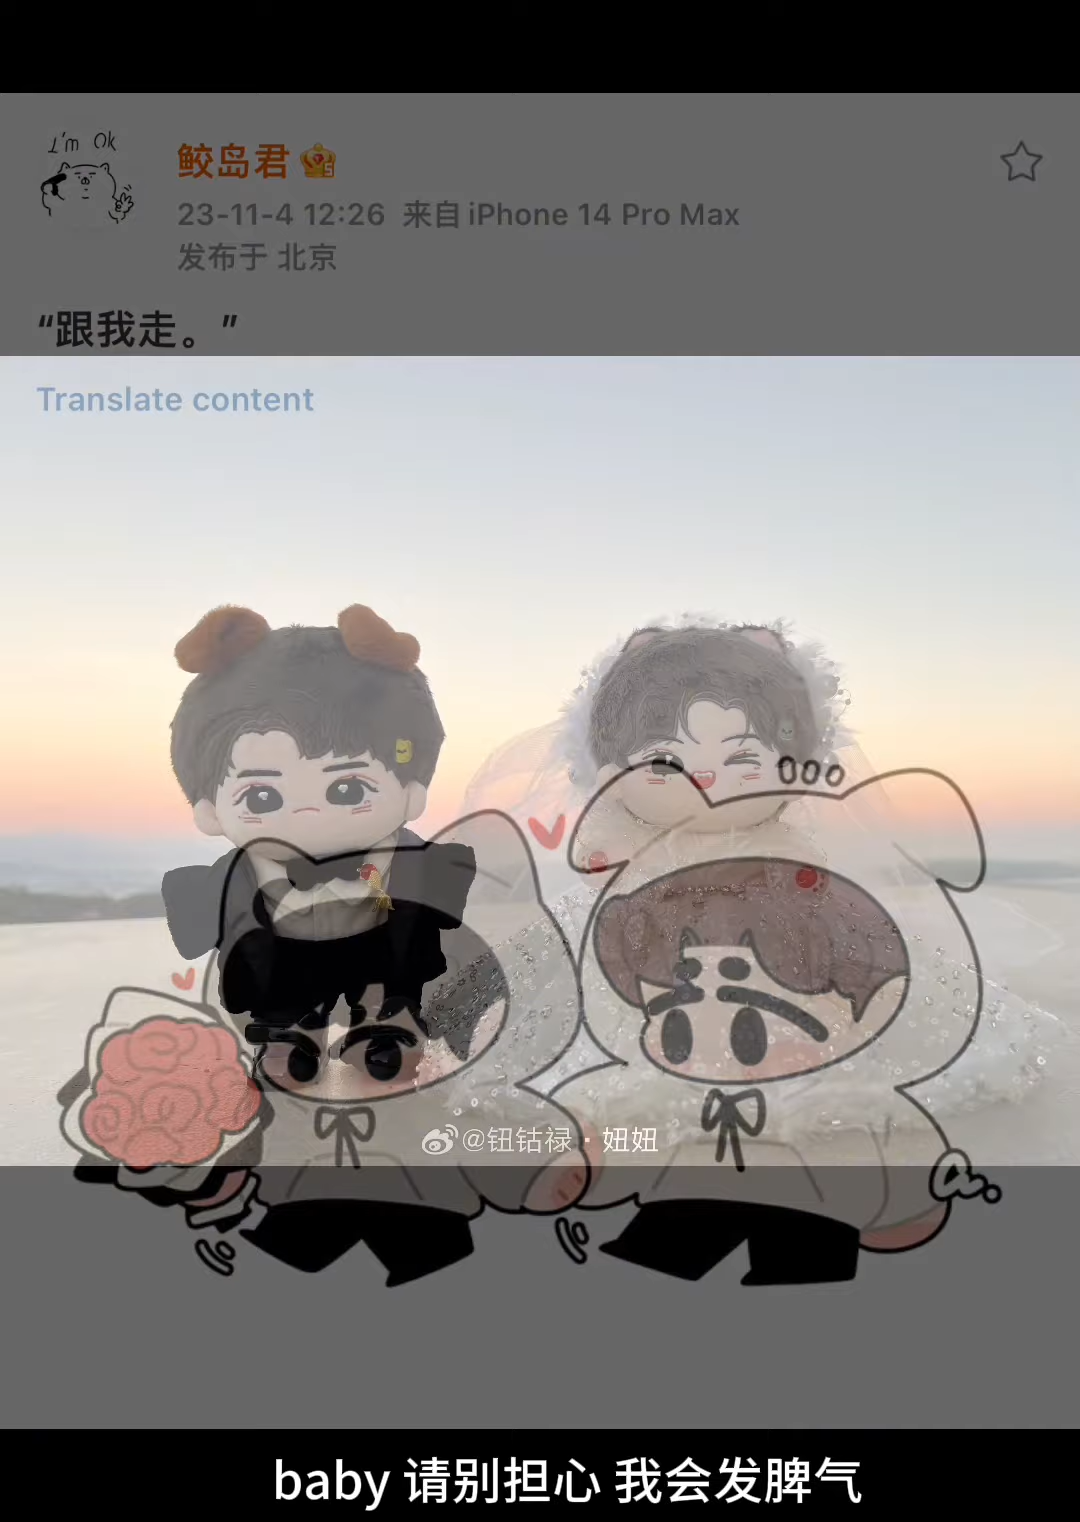 I'm Ok
鲛岛君
5
23-11-4 12:26 来自 iPhone 14 Pro Max
发布于 北京
“跟我走。”
Translate content
@钮钴禄·妞妞
a.
baby 请别担心 我会发脾气